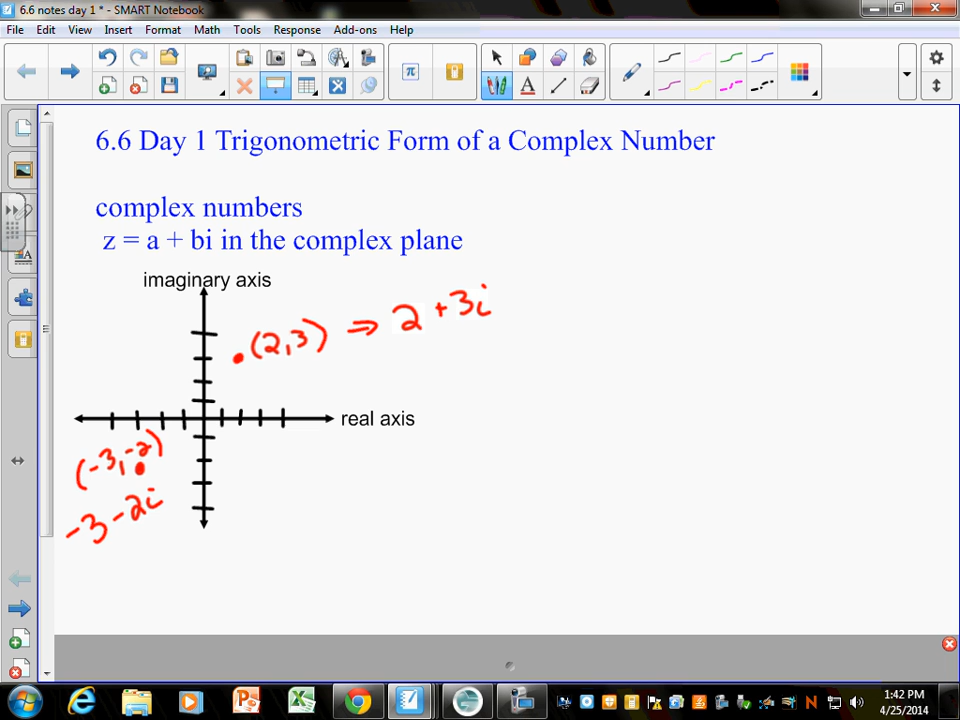 6.6 notes day 1 * - SMART Notebook
File Edit View Insert Format Math Tools Response Add-ons Help
6.6 Day 1 Trigonometric Form of a Complex Number
complex numbers
z = a + bi in the complex plane
imaginary axis
(2,3) ⇒ 2 +3i
real axis
(-3,-2)
-3-2i
1:42 PM
4/25/2014